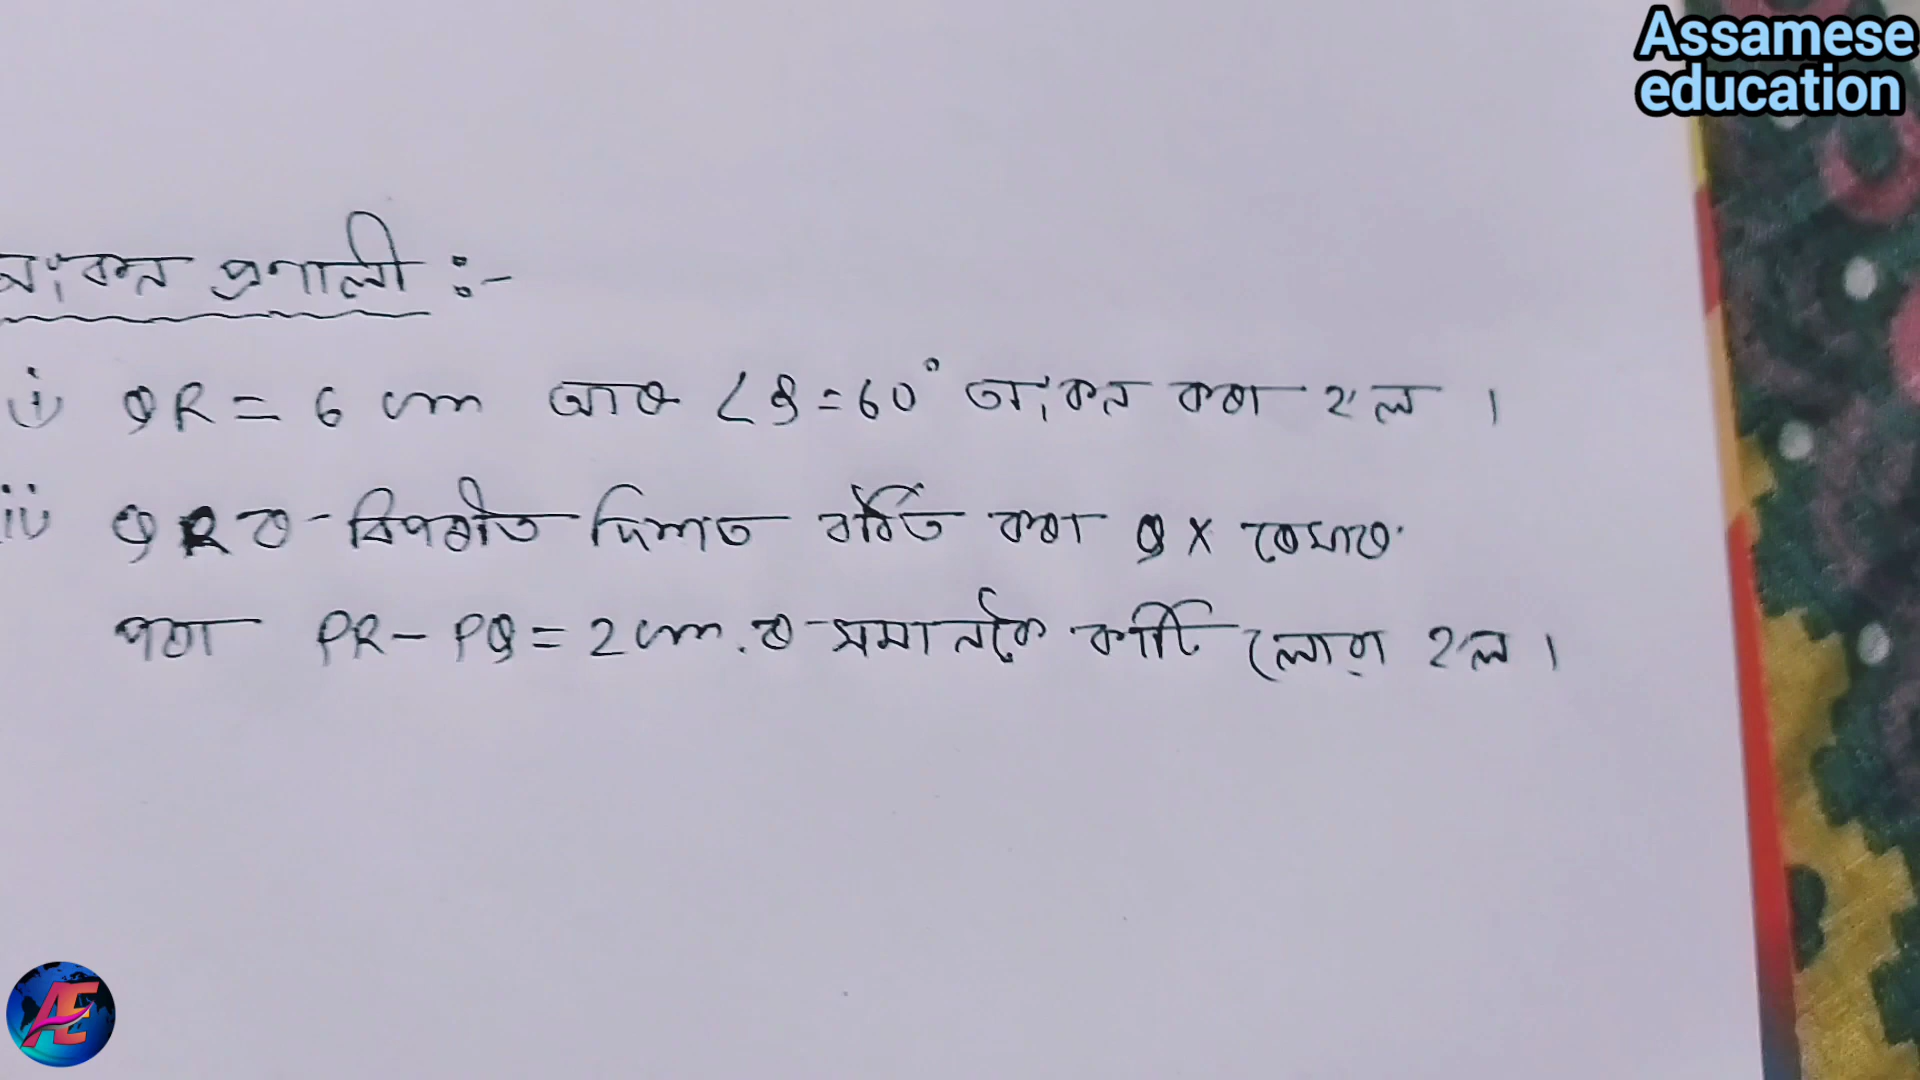 Assamese
education
অংকন প্ৰণালী :-
i) QR = 6 cm আৰু ∠Q = 60° অংকন কৰা হ'ল ।
ii) QR ৰ বিপৰীত দিশত বৰ্ধিত কৰা QX ৰেখাৰ
পৰা PR - PQ = 2 cm. ৰ সমানকৈ কাটি লোৱা হ'ল ।
AE